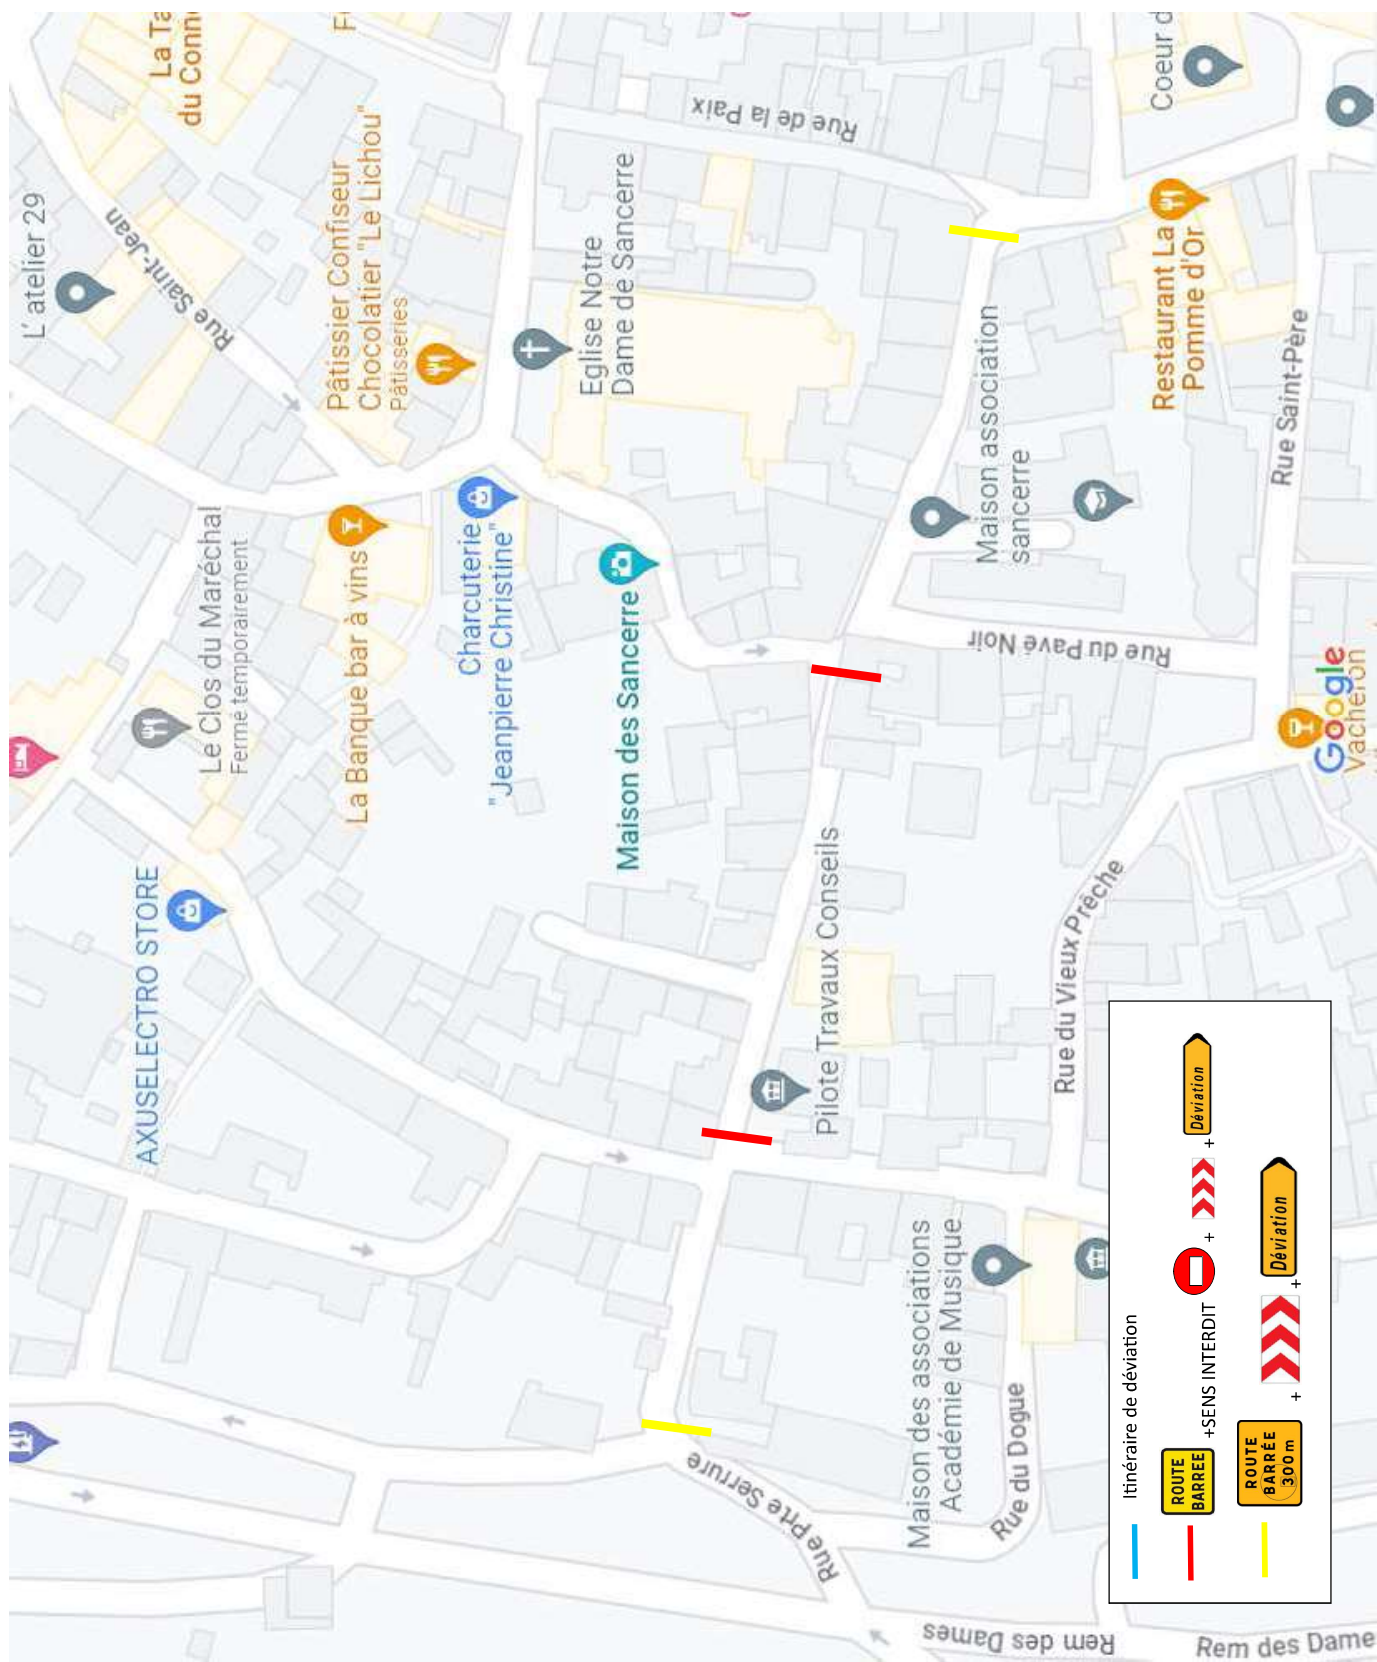 La Ta
du Conn
F
L'atelier 29
Rue Saint-Jean
Pâtissier Confiseur
Chocolatier "Le Lichou"
Pâtisseries
Rue de la Paix
Coeur d
Eglise Notre
Dame de Sancerre
Restaurant La
Pomme d'Or
Maison association
sancerre
Rue Saint-Père
Le Clos du Maréchal
Fermé temporairement
La Banque bar à vins
Charcuterie
"Jeanpierre Christine"
Maison des Sancerre
Rue du Pavé Noir
Google
Vacheron
AXUSELECTRO STORE
Pilote Travaux Conseils
Rue du Vieux Prêche
Maison des associations
Académie de Musique
Rue du Dogue
Rue Pite Serrure
Rem des Dames
Rem des Dame
Itinéraire de déviation
ROUTE
BARREE
+SENS INTERDIT
+
+
Déviation
ROUTE
BARRÉE
300 m
+
+
Déviation